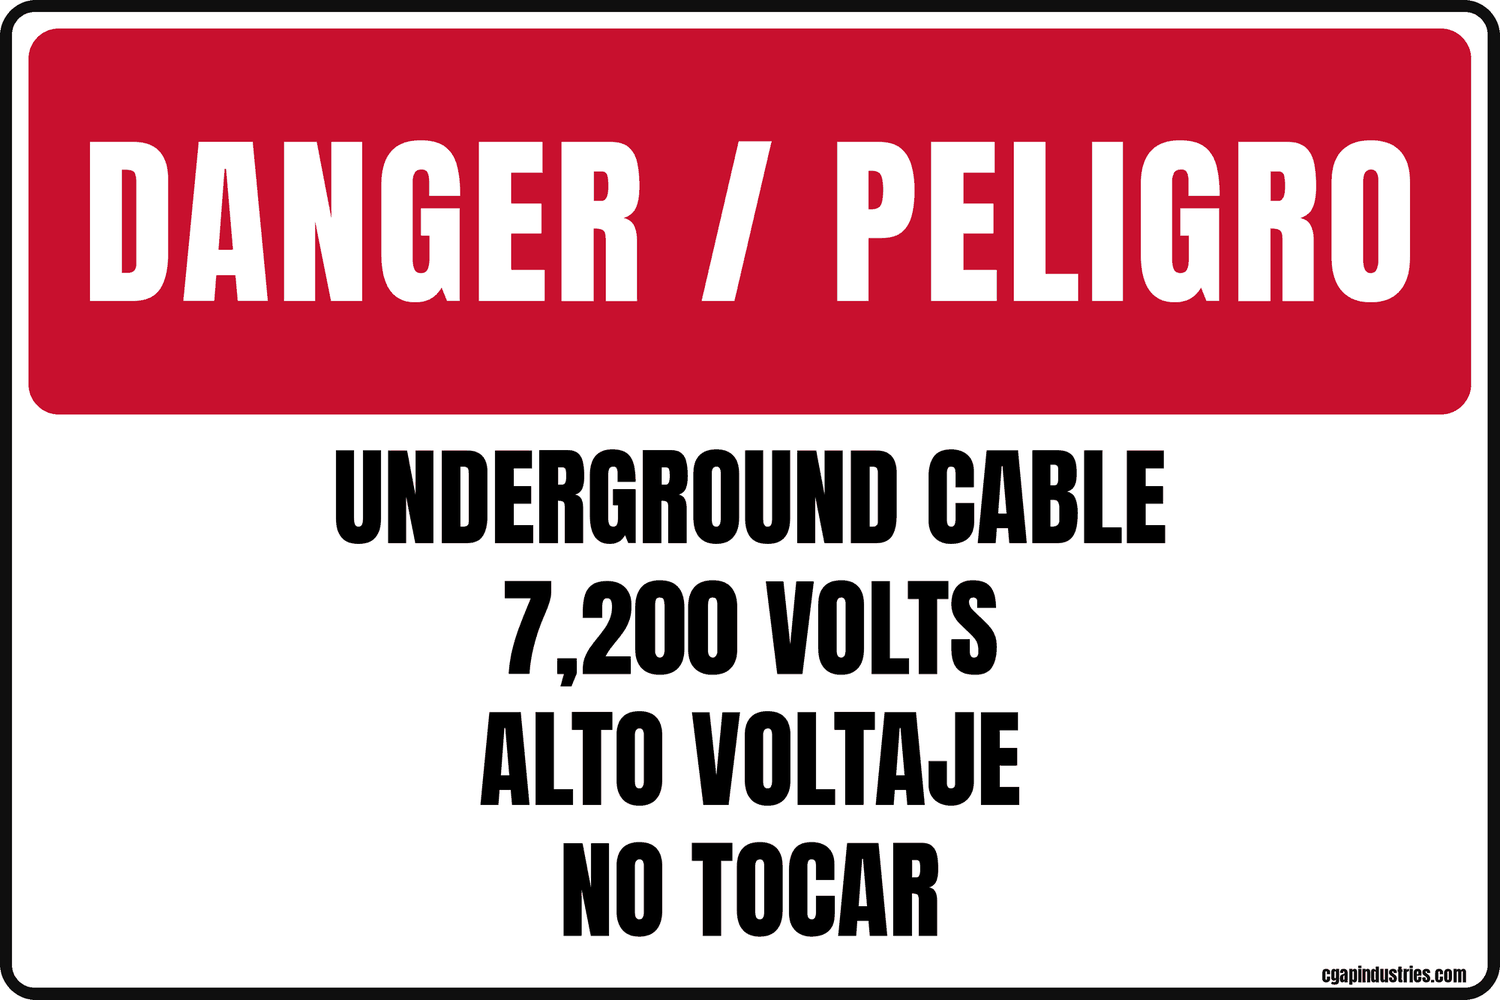 DANGER / PELIGRO
UNDERGROUND CABLE
7,200 VOLTS
ALTO VOLTAJE
NO TOCAR
cgapindustries.com